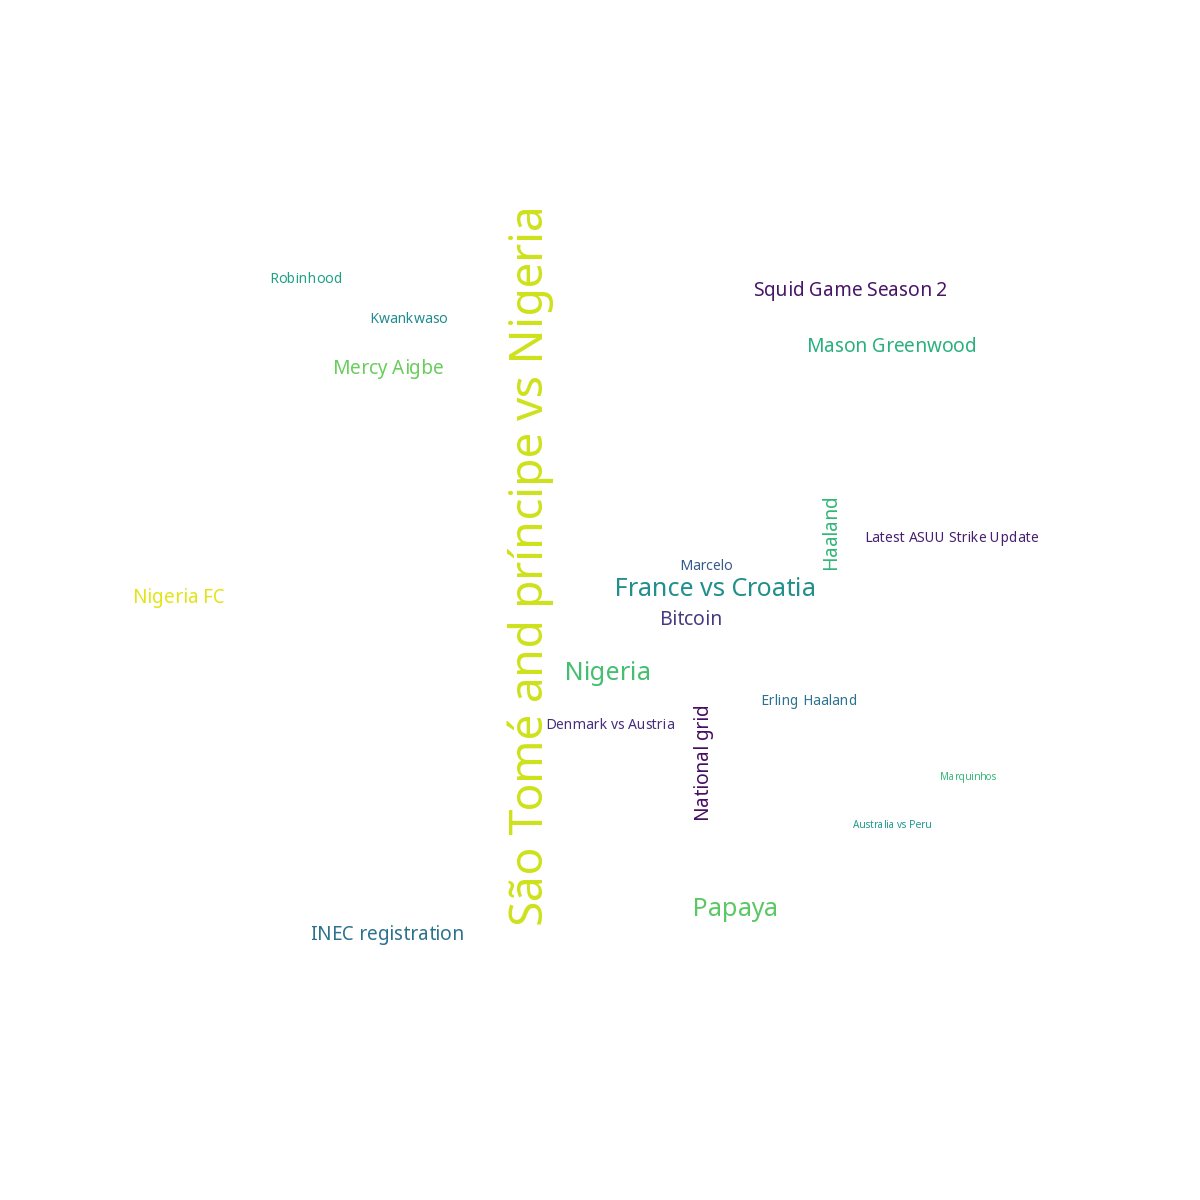 São Tomé and príncipe vs Nigeria
Robinhood
Squid Game Season 2
Kwankwaso
Mason Greenwood
Mercy Aigbe
Haaland
Latest ASUU Strike Update
Marcelo
France vs Croatia
Nigeria FC
Bitcoin
Nigeria
Erling Haaland
Denmark vs Austria
National grid
Marquinhos
Australia vs Peru
Papaya
INEC registration